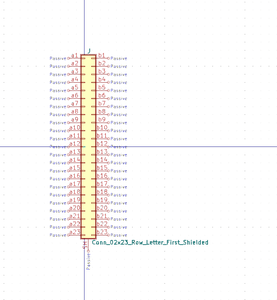 J
Passive a1 b1 Passive
Passive a2 b2 Passive
Passive a3 b3 Passive
Passive a4 b4 Passive
Passive a5 b5 Passive
Passive a6 b6 Passive
Passive a7 b7 Passive
Passive a8 b8 Passive
Passive a9 b9 Passive
Passive a10 b10 Passive
Passive a11 b11 Passive
Passive a12 b12 Passive
Passive a13 b13 Passive
Passive a14 b14 Passive
Passive a15 b15 Passive
Passive a16 b16 Passive
Passive a17 b17 Passive
Passive a18 b18 Passive
Passive a19 b19 Passive
Passive a20 b20 Passive
Passive a21 b21 Passive
Passive a22 b22 Passive
Passive a23 b23 Passive
Conn_02x23_Row_Letter_First_Shielded
Passive